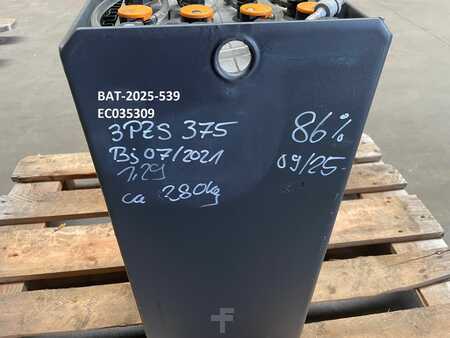 BAT-2025-539
EC035309
3PZS 375 86%
Bj 07/2021 09/25
1,29
ca 280kg